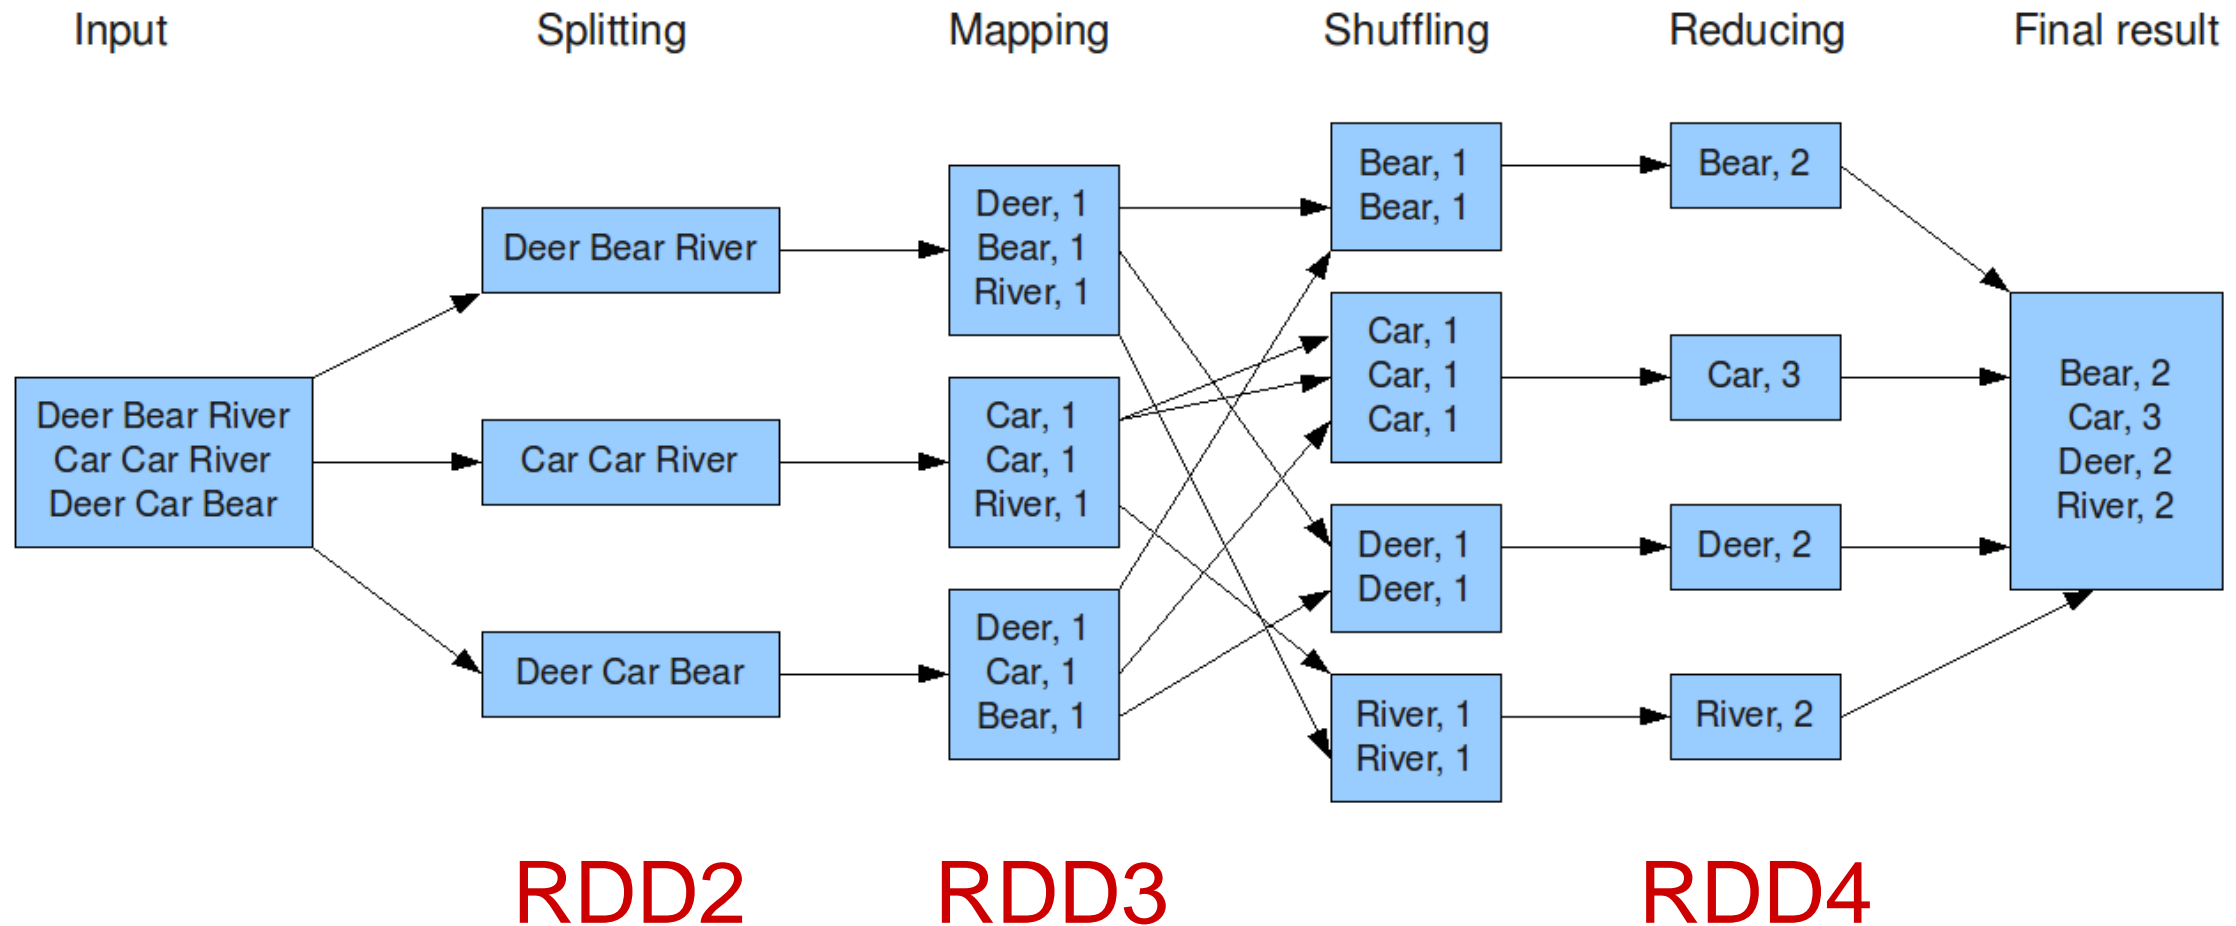 Input
Splitting
Mapping
Shuffling
Reducing
Final result
Deer Bear River
Car Car River
Deer Car Bear
Deer Bear River
Car Car River
Deer Car Bear
Deer, 1
Bear, 1
River, 1
Car, 1
Car, 1
River, 1
Deer, 1
Car, 1
Bear, 1
Bear, 1
Bear, 1
Car, 1
Car, 1
Car, 1
Deer, 1
Deer, 1
River, 1
River, 1
Bear, 2
Car, 3
Deer, 2
River, 2
Bear, 2
Car, 3
Deer, 2
River, 2
RDD2
RDD3
RDD4